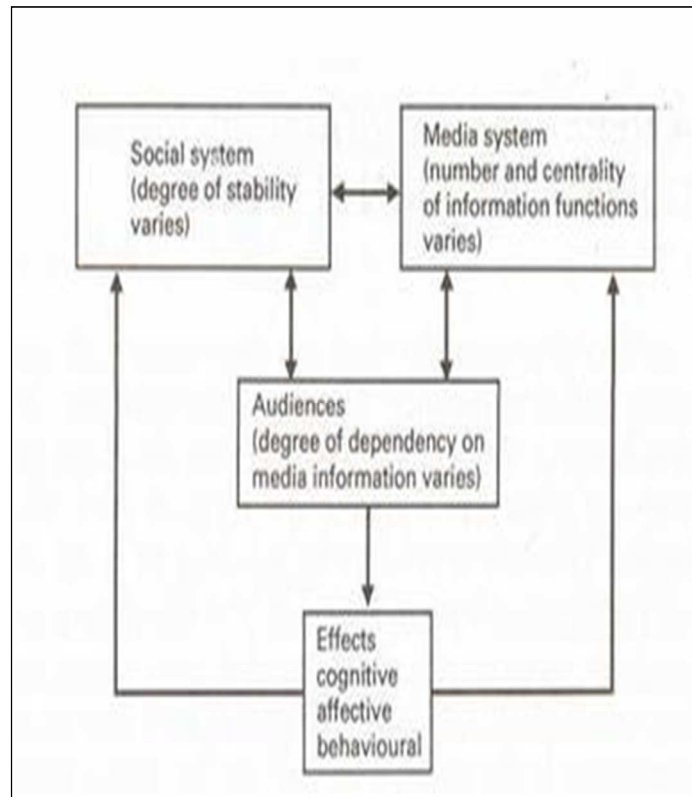 Social system
(degree of stability
varies)
Media system
(number and centrality
of information functions
varies)
Audiences
(degree of dependency on
media information varies)
Effects
cognitive
affective
behavioural